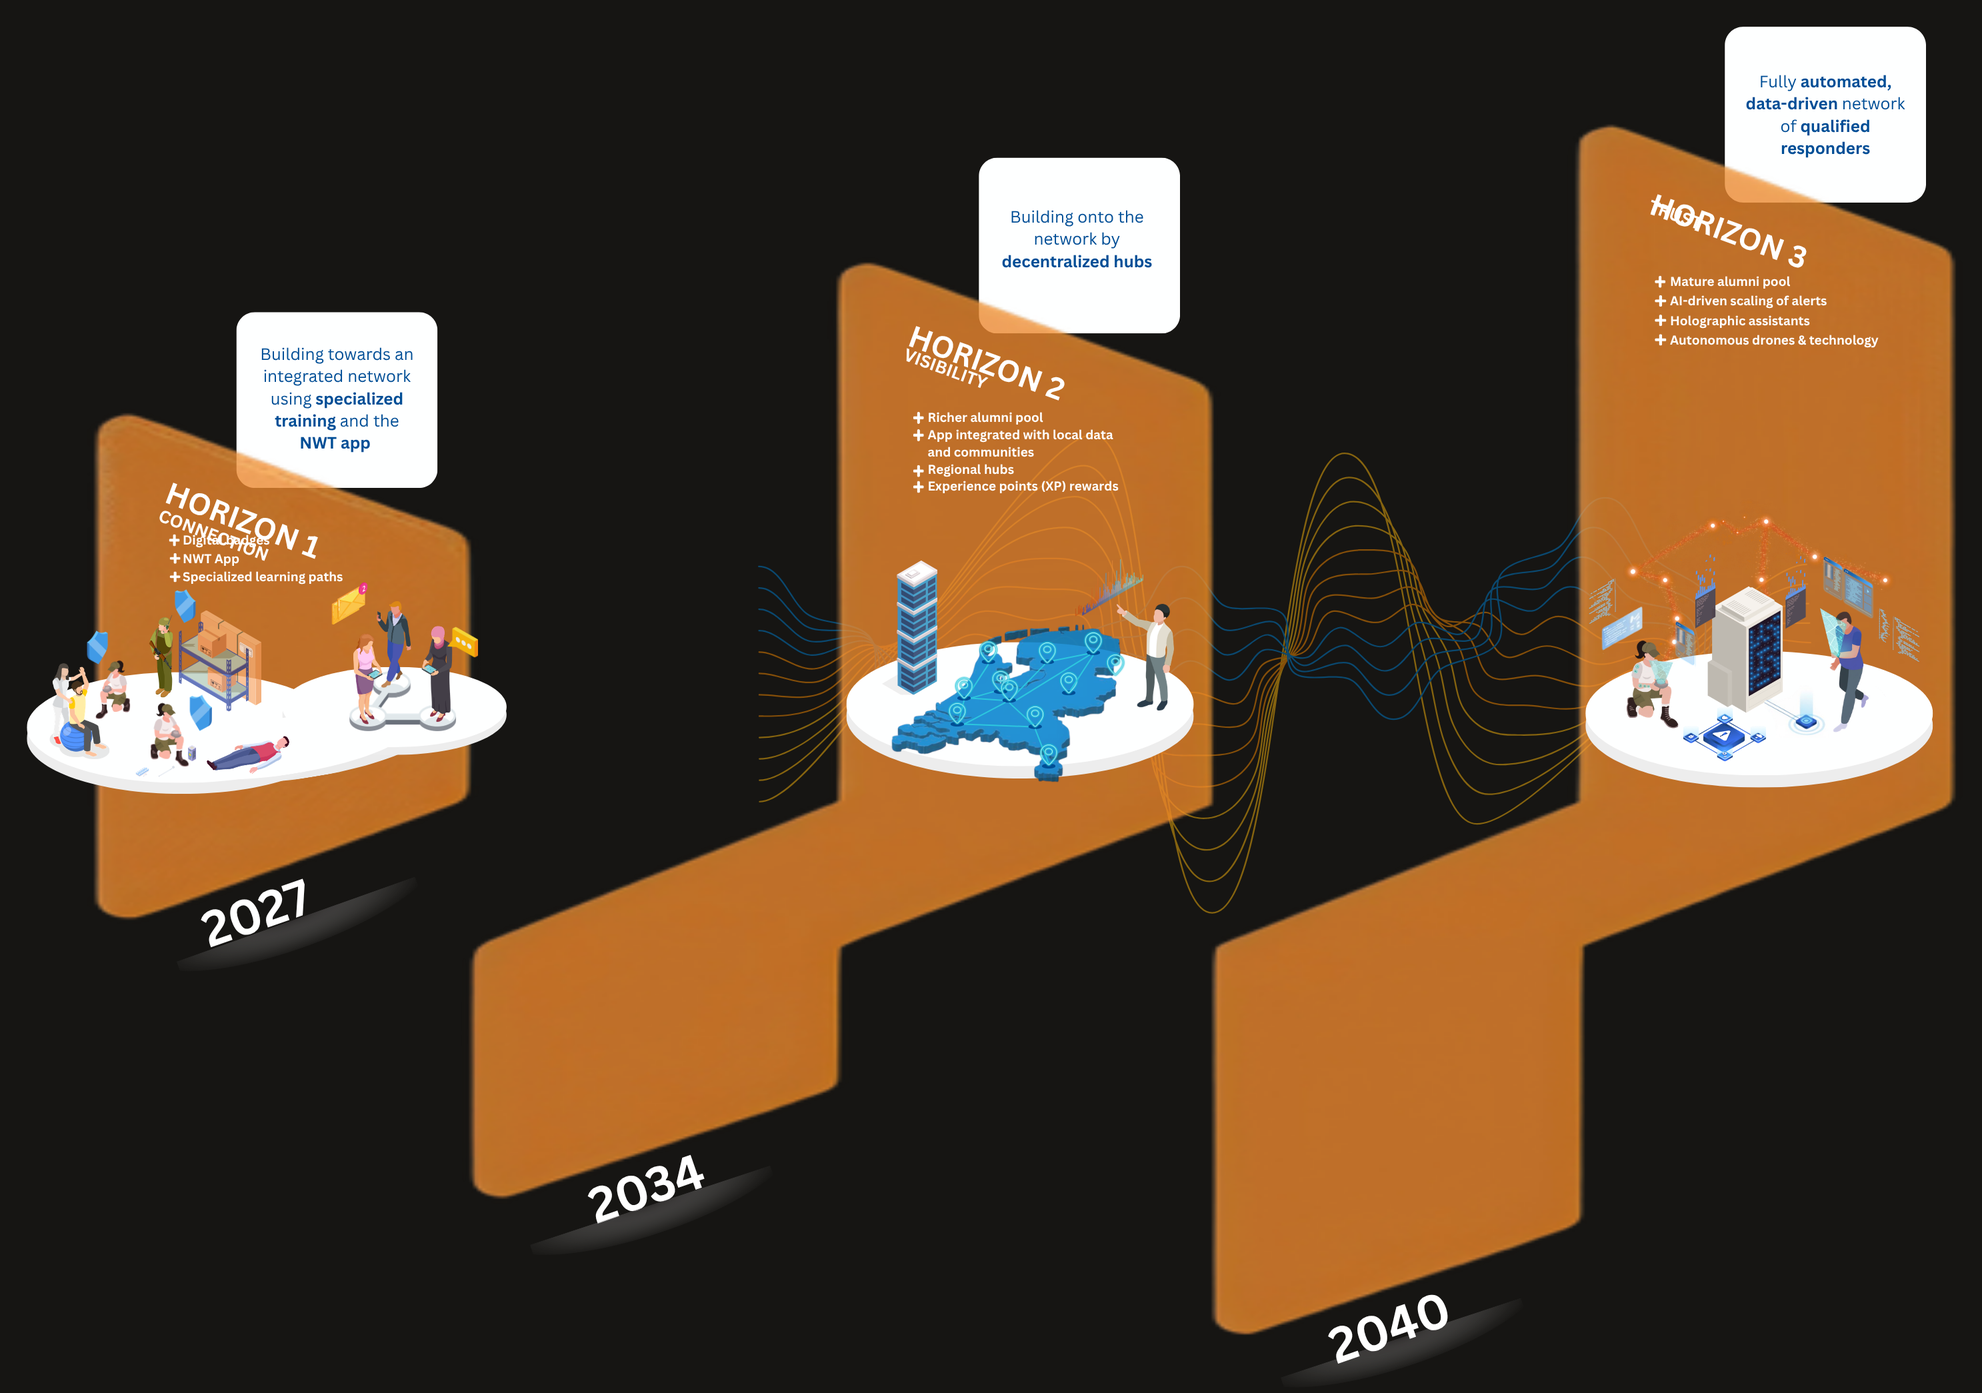 Building towards an
integrated network
using specialized
training and the
NWT app
HORIZON 1
CONNECTION
+ Digital badges
+ NWT App
+ Specialized learning paths
2027
Building onto the
network by
decentralized hubs
HORIZON 2
VISIBILITY
+ Richer alumni pool
+ App integrated with local data
and communities
+ Regional hubs
+ Experience points (XP) rewards
2034
Fully automated,
data-driven network
of qualified
responders
HORIZON 3
TRUST
+ Mature alumni pool
+ AI-driven scaling of alerts
+ Holographic assistants
+ Autonomous drones & technology
2040